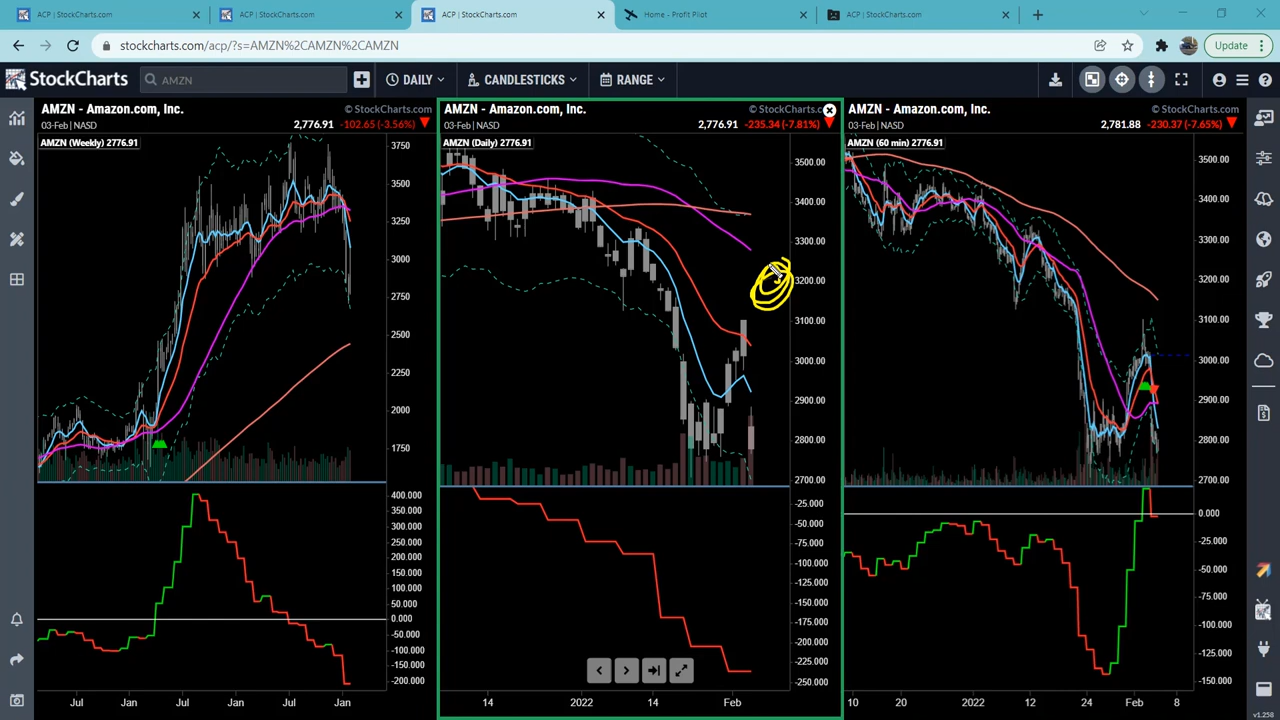 ACP | StockCharts.com
ACP | StockCharts.com
ACP | StockCharts.com
Home - Profit Pilot
ACP | StockCharts.com
stockcharts.com/acp/?s=AMZN%2CAMZN%2CAMZN
Update
StockCharts
AMZN
DAILY
CANDLESTICKS
RANGE
AMZN - Amazon.com, Inc.
© StockCharts.com
03-Feb | NASD
2,776.91 -102.65 (-3.56%)
AMZN (Weekly) 2776.91
3750
3500
3250
3000
2750
2500
2250
2000
1750
400.000
350.000
300.000
250.000
200.000
150.000
100.000
50.000
0.000
-50.000
-100.000
-150.000
-200.000
Jul Jan Jul Jan Jul Jan
AMZN - Amazon.com, Inc.
© StockCharts.c
03-Feb | NASD
2,776.91 -235.34 (-7.81%)
AMZN (Daily) 2776.91
3500.00
3400.00
3300.00
3200.00
3100.00
3000.00
2900.00
2800.00
2700.00
-25.000
-50.000
-75.000
-100.000
-125.000
-150.000
-175.000
-200.000
-225.000
-250.000
14 2022 14 Feb
AMZN - Amazon.com, Inc.
© StockCharts.com
03-Feb | NASD
2,781.88 -230.37 (-7.65%)
AMZN (60 min) 2776.91
3500.00
3400.00
3300.00
3200.00
3100.00
3000.00
2900.00
2800.00
2700.00
0.000
-25.000
-50.000
-75.000
-100.000
-125.000
-150.000
10 20 2022 12 24 Feb 8
v1.258